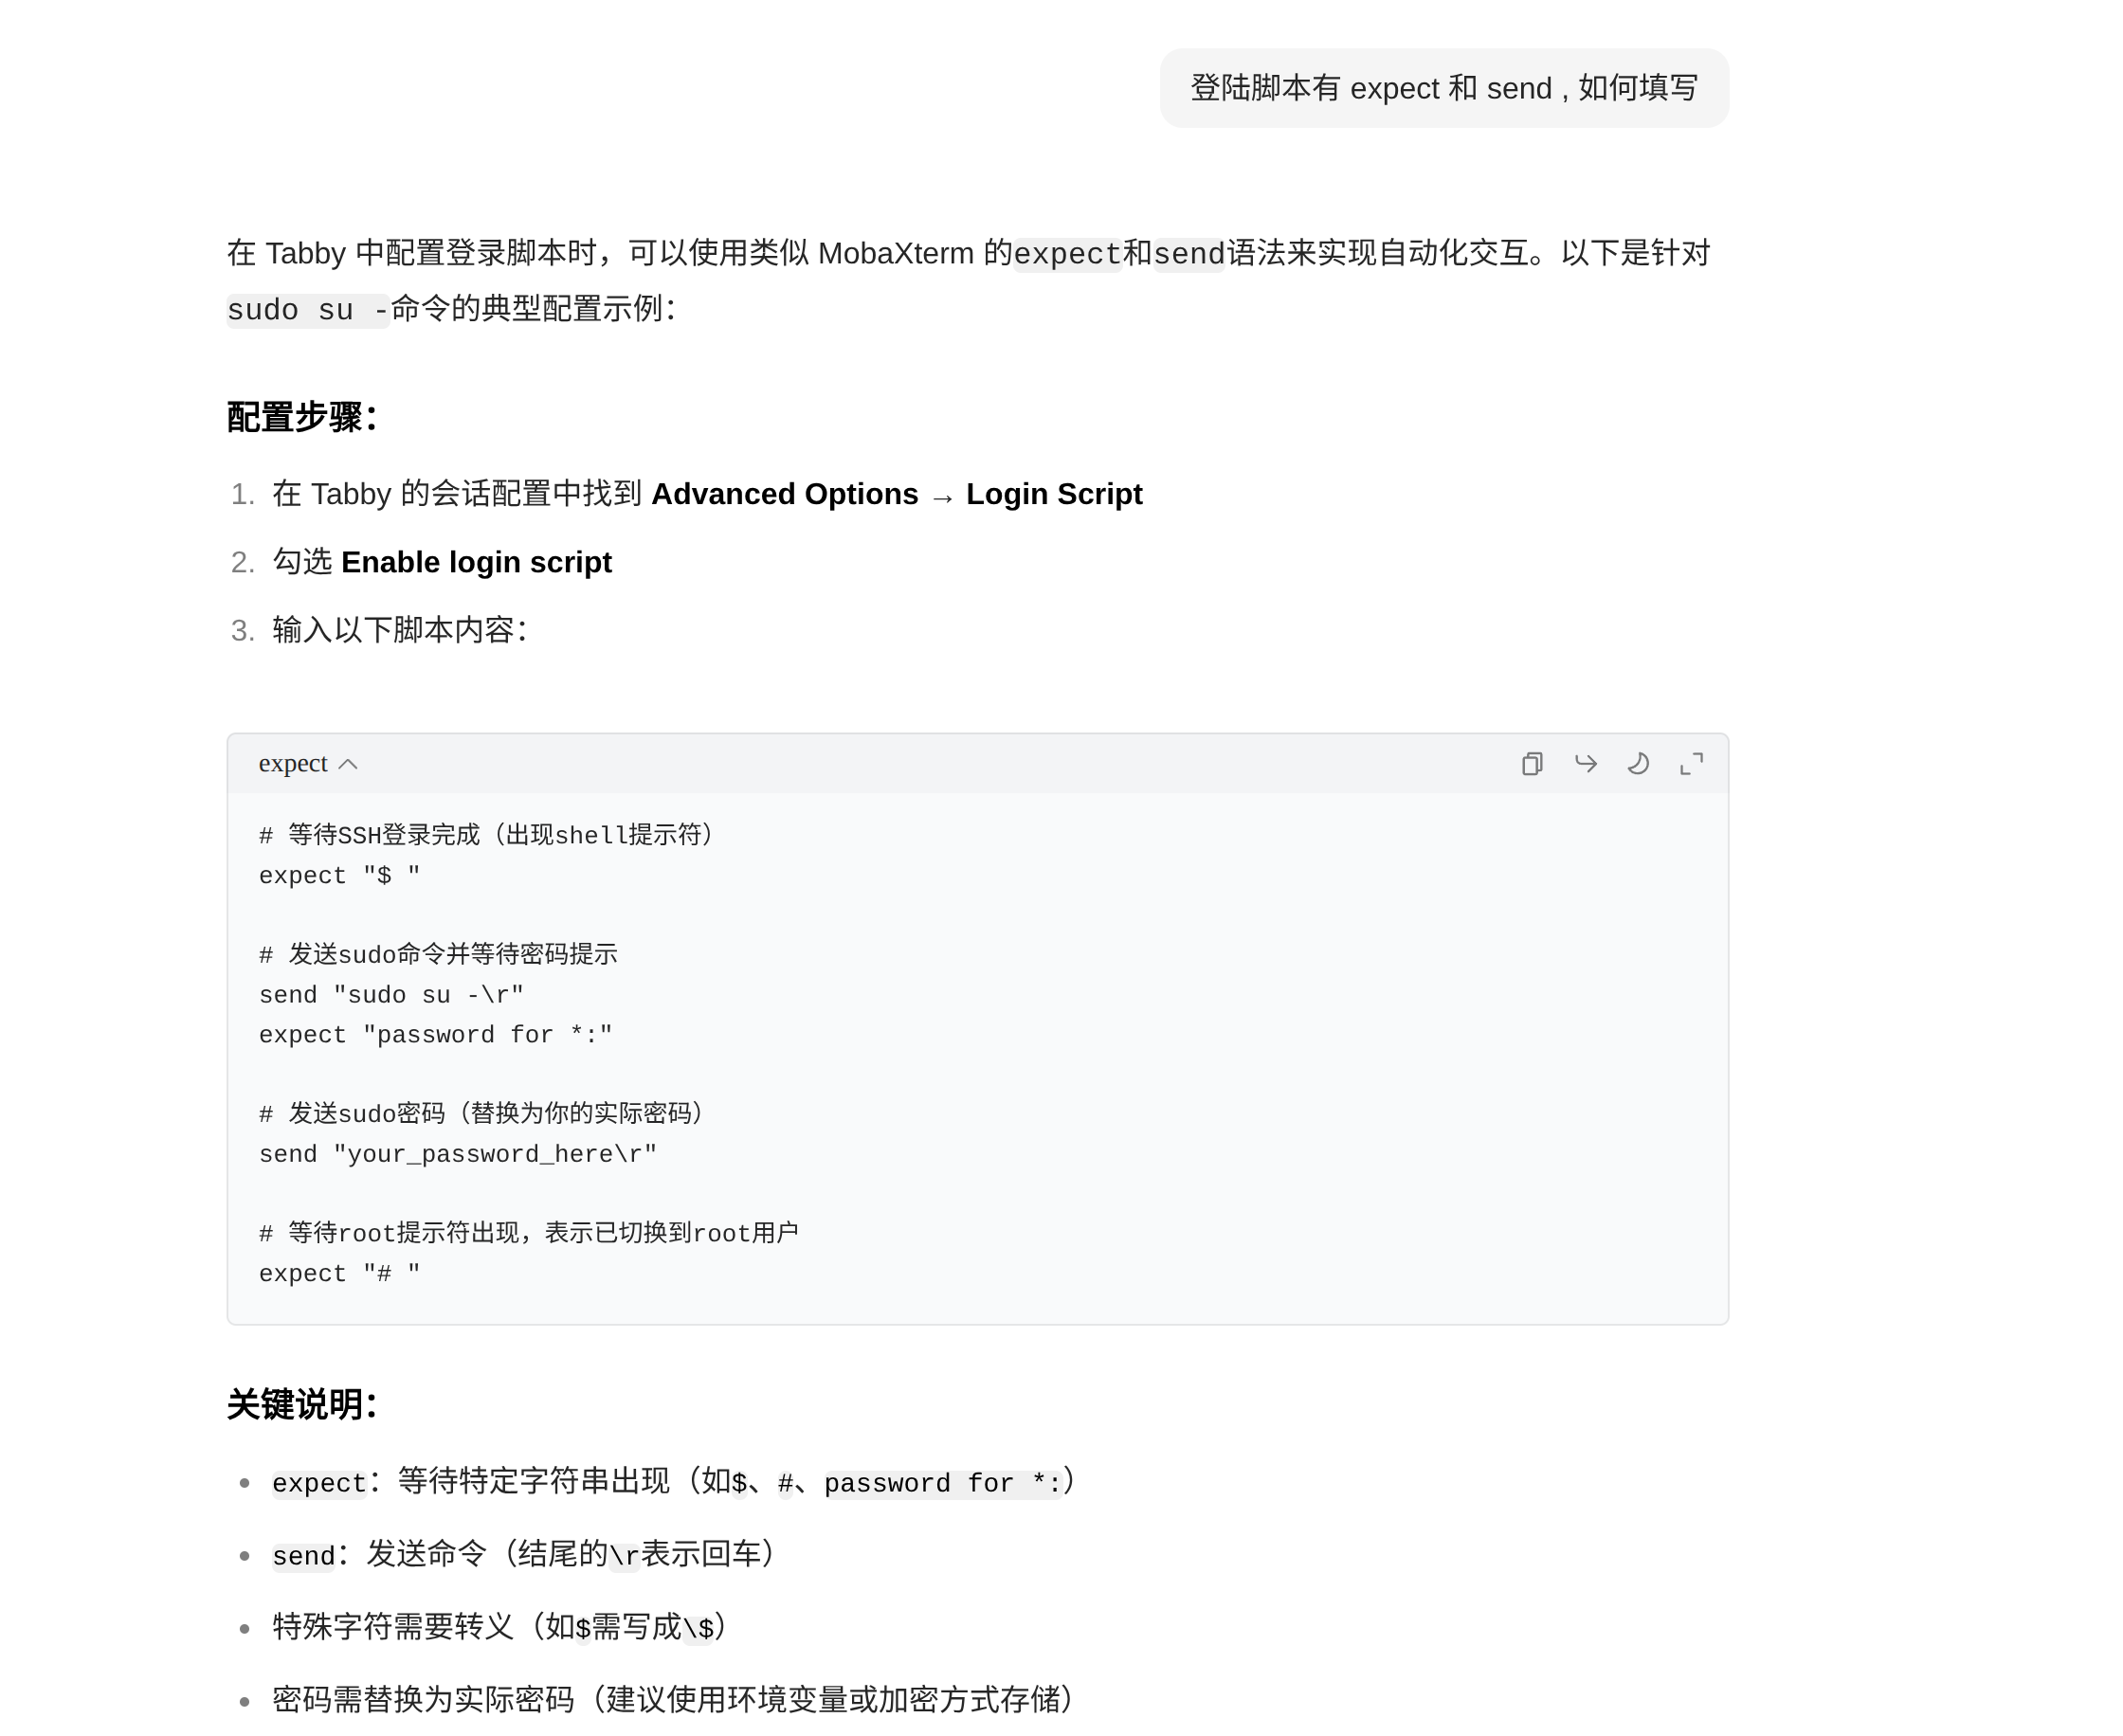 登陆脚本有 expect 和 send , 如何填写
在 Tabby 中配置登录脚本时，可以使用类似 MobaXterm 的expect和send语法来实现自动化交互。以下是针对
sudo su -命令的典型配置示例：
配置步骤：
1. 在 Tabby 的会话配置中找到 Advanced Options → Login Script
2. 勾选 Enable login script
3. 输入以下脚本内容：
expect
# 等待SSH登录完成（出现shell提示符）
expect "$ "
# 发送sudo命令并等待密码提示
send "sudo su -\r"
expect "password for *:"
# 发送sudo密码（替换为你的实际密码）
send "your_password_here\r"
# 等待root提示符出现，表示已切换到root用户
expect "# "
关键说明：
• expect：等待特定字符串出现（如$、#、password for *:）
• send：发送命令（结尾的\r表示回车）
• 特殊字符需要转义（如$需写成\$）
• 密码需替换为实际密码（建议使用环境变量或加密方式存储）